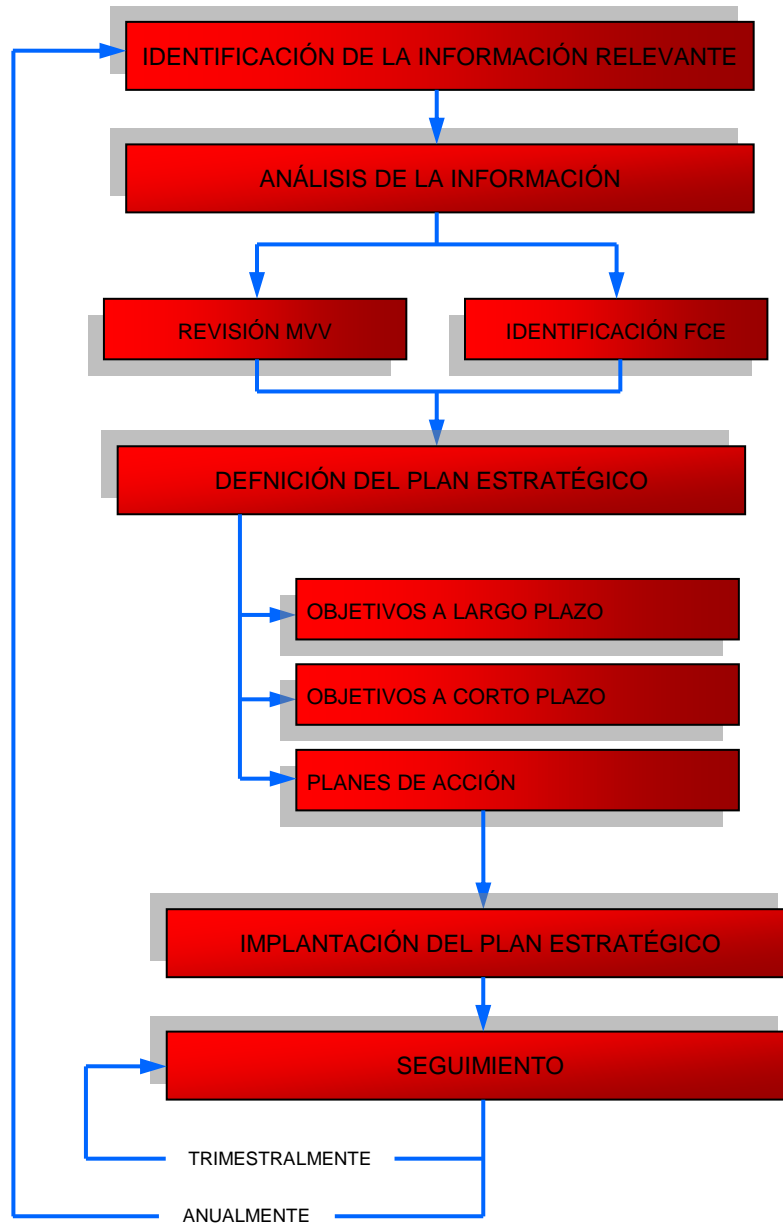 IDENTIFICACIÓN DE LA INFORMACIÓN RELEVANTE
ANÁLISIS DE LA INFORMACIÓN
REVISIÓN MVV
IDENTIFICACIÓN FCE
DEFNICIÓN DEL PLAN ESTRATÉGICO
OBJETIVOS A LARGO PLAZO
OBJETIVOS A CORTO PLAZO
PLANES DE ACCIÓN
IMPLANTACIÓN DEL PLAN ESTRATÉGICO
SEGUIMIENTO
TRIMESTRALMENTE
ANUALMENTE